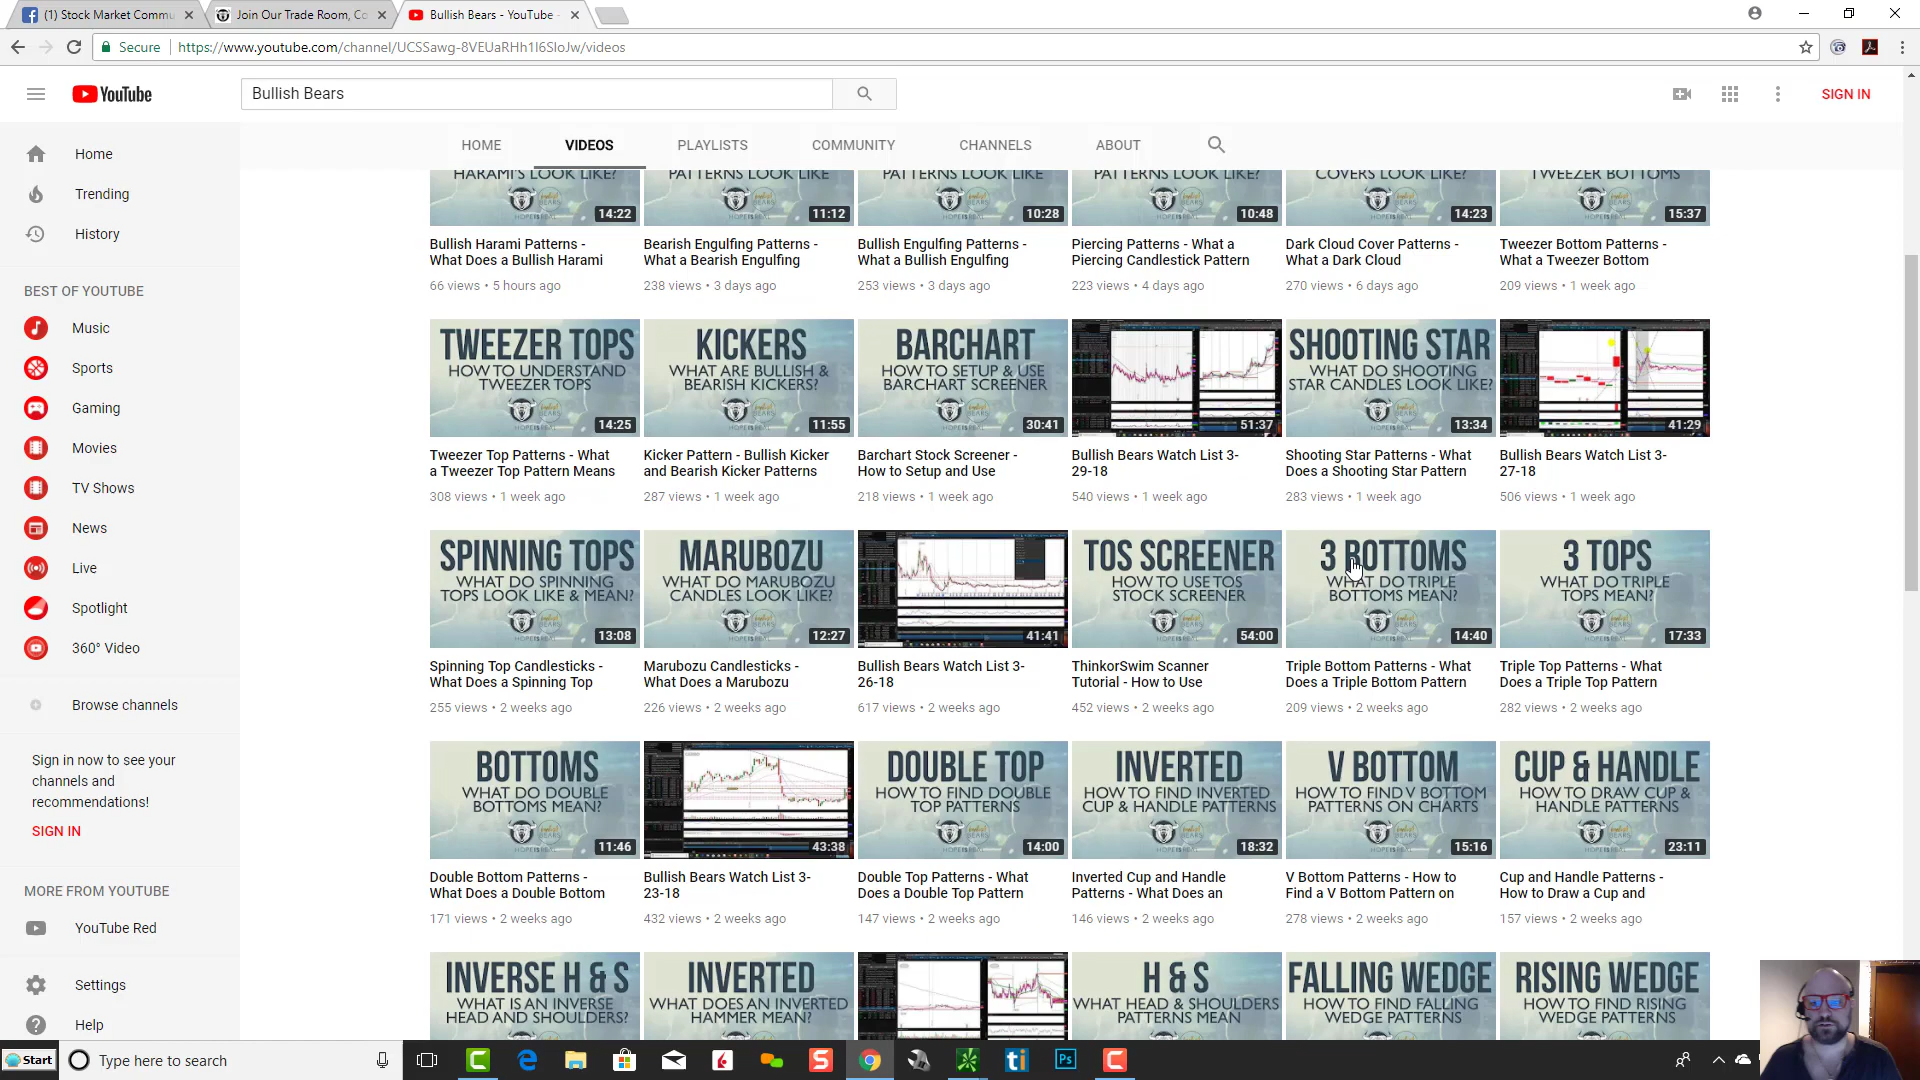 (1) Stock Market Commu
Join Our Trade Room, Co
Bullish Bears - YouTube
Secure
https://www.youtube.com/channel/UCSSawg-8VEUaRHh1I6SIoJw/videos
YouTube
Bullish Bears
SIGN IN
HOME
VIDEOS
PLAYLISTS
COMMUNITY
CHANNELS
ABOUT
Home
Trending
History
BEST OF YOUTUBE
Music
Sports
Gaming
Movies
TV Shows
News
Live
Spotlight
360° Video
Browse channels
Sign in now to see your
channels and
recommendations!
SIGN IN
MORE FROM YOUTUBE
YouTube Red
Settings
Help
HARAMI'S LOOK LIKE?
14:22
Bullish Harami Patterns -
What Does a Bullish Harami
66 views • 5 hours ago
PATTERNS LOOK LIKE
11:12
Bearish Engulfing Patterns -
What a Bearish Engulfing
238 views • 3 days ago
PATTERNS LOOK LIKE
10:28
Bullish Engulfing Patterns -
What a Bullish Engulfing
253 views • 3 days ago
PATTERNS LOOK LIKE?
10:48
Piercing Patterns - What a
Piercing Candlestick Pattern
223 views • 4 days ago
COVERS LOOK LIKE?
14:23
Dark Cloud Cover Patterns -
What a Dark Cloud
270 views • 6 days ago
TWEEZER BOTTOMS
15:37
Tweezer Bottom Patterns -
What a Tweezer Bottom
209 views • 1 week ago
TWEEZER TOPS
HOW TO UNDERSTAND
TWEEZER TOPS
14:25
Tweezer Top Patterns - What
a Tweezer Top Pattern Means
308 views • 1 week ago
KICKERS
WHAT ARE BULLISH &
BEARISH KICKERS?
11:55
Kicker Pattern - Bullish Kicker
and Bearish Kicker Patterns
287 views • 1 week ago
BARCHART
HOW TO SETUP & USE
BARCHART SCREENER
30:41
Barchart Stock Screener -
How to Setup and Use
218 views • 1 week ago
51:37
Bullish Bears Watch List 3-
29-18
540 views • 1 week ago
SHOOTING STAR
WHAT DO SHOOTING
STAR CANDLES LOOK LIKE?
13:34
Shooting Star Patterns - What
Does a Shooting Star Pattern
283 views • 1 week ago
41:29
Bullish Bears Watch List 3-
27-18
506 views • 1 week ago
SPINNING TOPS
WHAT DO SPINNING
TOPS LOOK LIKE & MEAN?
13:08
Spinning Top Candlesticks -
What Does a Spinning Top
255 views • 2 weeks ago
MARUBOZU
WHAT DO MARUBOZU
CANDLES LOOK LIKE?
12:27
Marubozu Candlesticks -
What Does a Marubozu
226 views • 2 weeks ago
41:41
Bullish Bears Watch List 3-
26-18
617 views • 2 weeks ago
TOS SCREENER
HOW TO USE TOS
STOCK SCREENER
54:00
ThinkorSwim Scanner
Tutorial - How to Use
452 views • 2 weeks ago
3 BOTTOMS
WHAT DO TRIPLE
BOTTOMS MEAN?
14:40
Triple Bottom Patterns - What
Does a Triple Bottom Pattern
209 views • 2 weeks ago
3 TOPS
WHAT DO TRIPLE
TOPS MEAN?
17:33
Triple Top Patterns - What
Does a Triple Top Pattern
282 views • 2 weeks ago
BOTTOMS
WHAT DO DOUBLE
BOTTOMS MEAN?
11:46
Double Bottom Patterns -
What Does a Double Bottom
171 views • 2 weeks ago
43:38
Bullish Bears Watch List 3-
23-18
432 views • 2 weeks ago
DOUBLE TOP
HOW TO FIND DOUBLE
TOP PATTERNS
14:00
Double Top Patterns - What
Does a Double Top Pattern
147 views • 2 weeks ago
INVERTED
HOW TO FIND INVERTED
CUP & HANDLE PATTERNS
18:32
Inverted Cup and Handle
Patterns - What Does an
146 views • 2 weeks ago
V BOTTOM
HOW TO FIND V BOTTOM
PATTERNS ON CHARTS
15:16
V Bottom Patterns - How to
Find a V Bottom Pattern on
278 views • 2 weeks ago
CUP & HANDLE
HOW TO DRAW CUP &
HANDLE PATTERNS
23:11
Cup and Handle Patterns -
How to Draw a Cup and
157 views • 2 weeks ago
INVERSE H & S
WHAT IS AN INVERSE
HEAD AND SHOULDERS?
INVERTED
WHAT DOES AN INVERTED
HAMMER MEAN?
H & S
WHAT HEAD & SHOULDERS
PATTERNS MEAN
FALLING WEDGE
HOW TO FIND FALLING
WEDGE PATTERNS
RISING WEDGE
HOW TO FIND RISING
WEDGE PATTERNS
Start
Type here to search